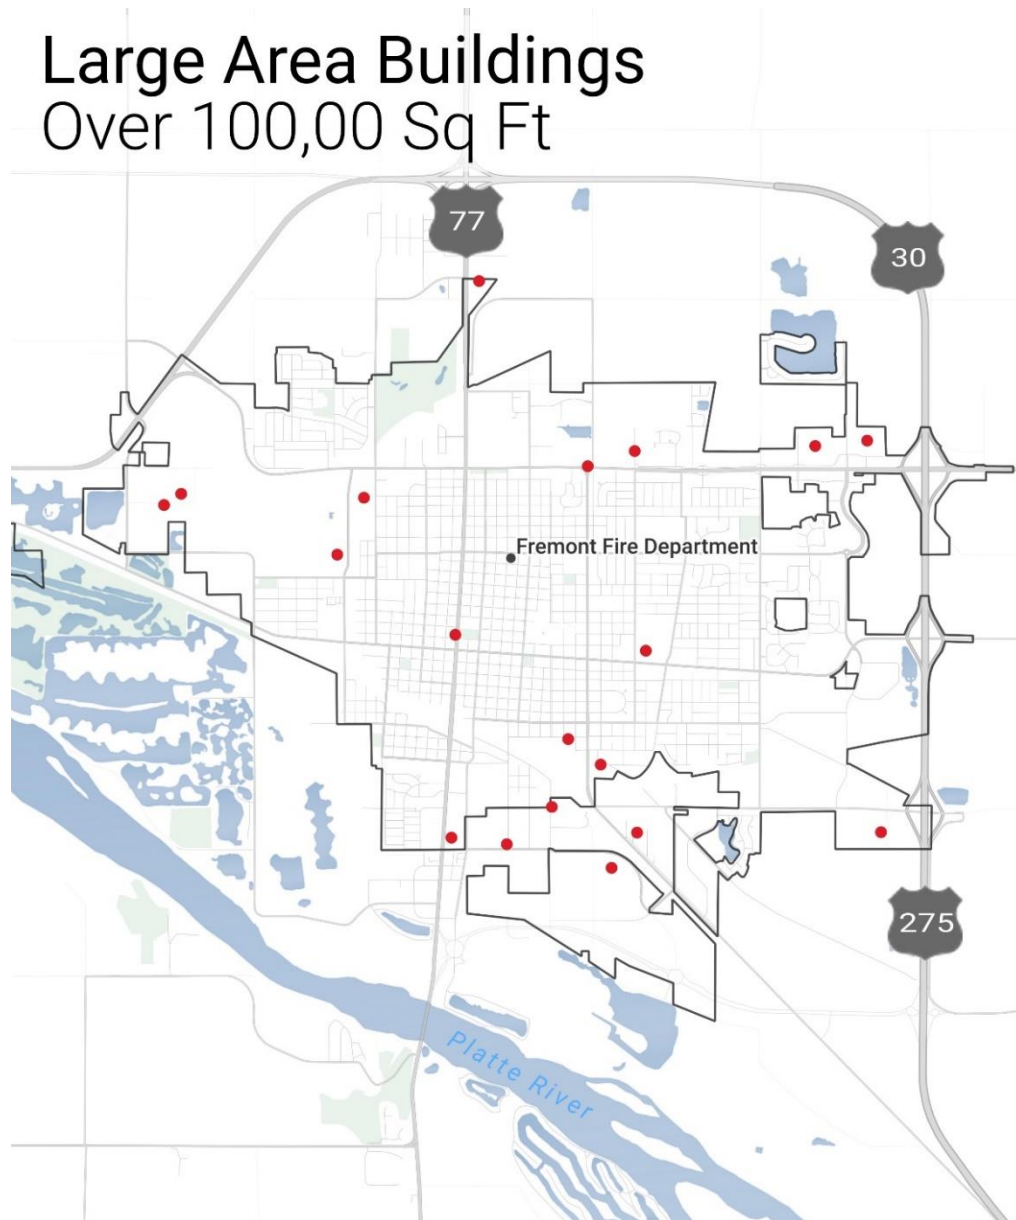 Large Area Buildings
Over 100,00 Sq Ft
77
30
Fremont Fire Department
275
Platte River